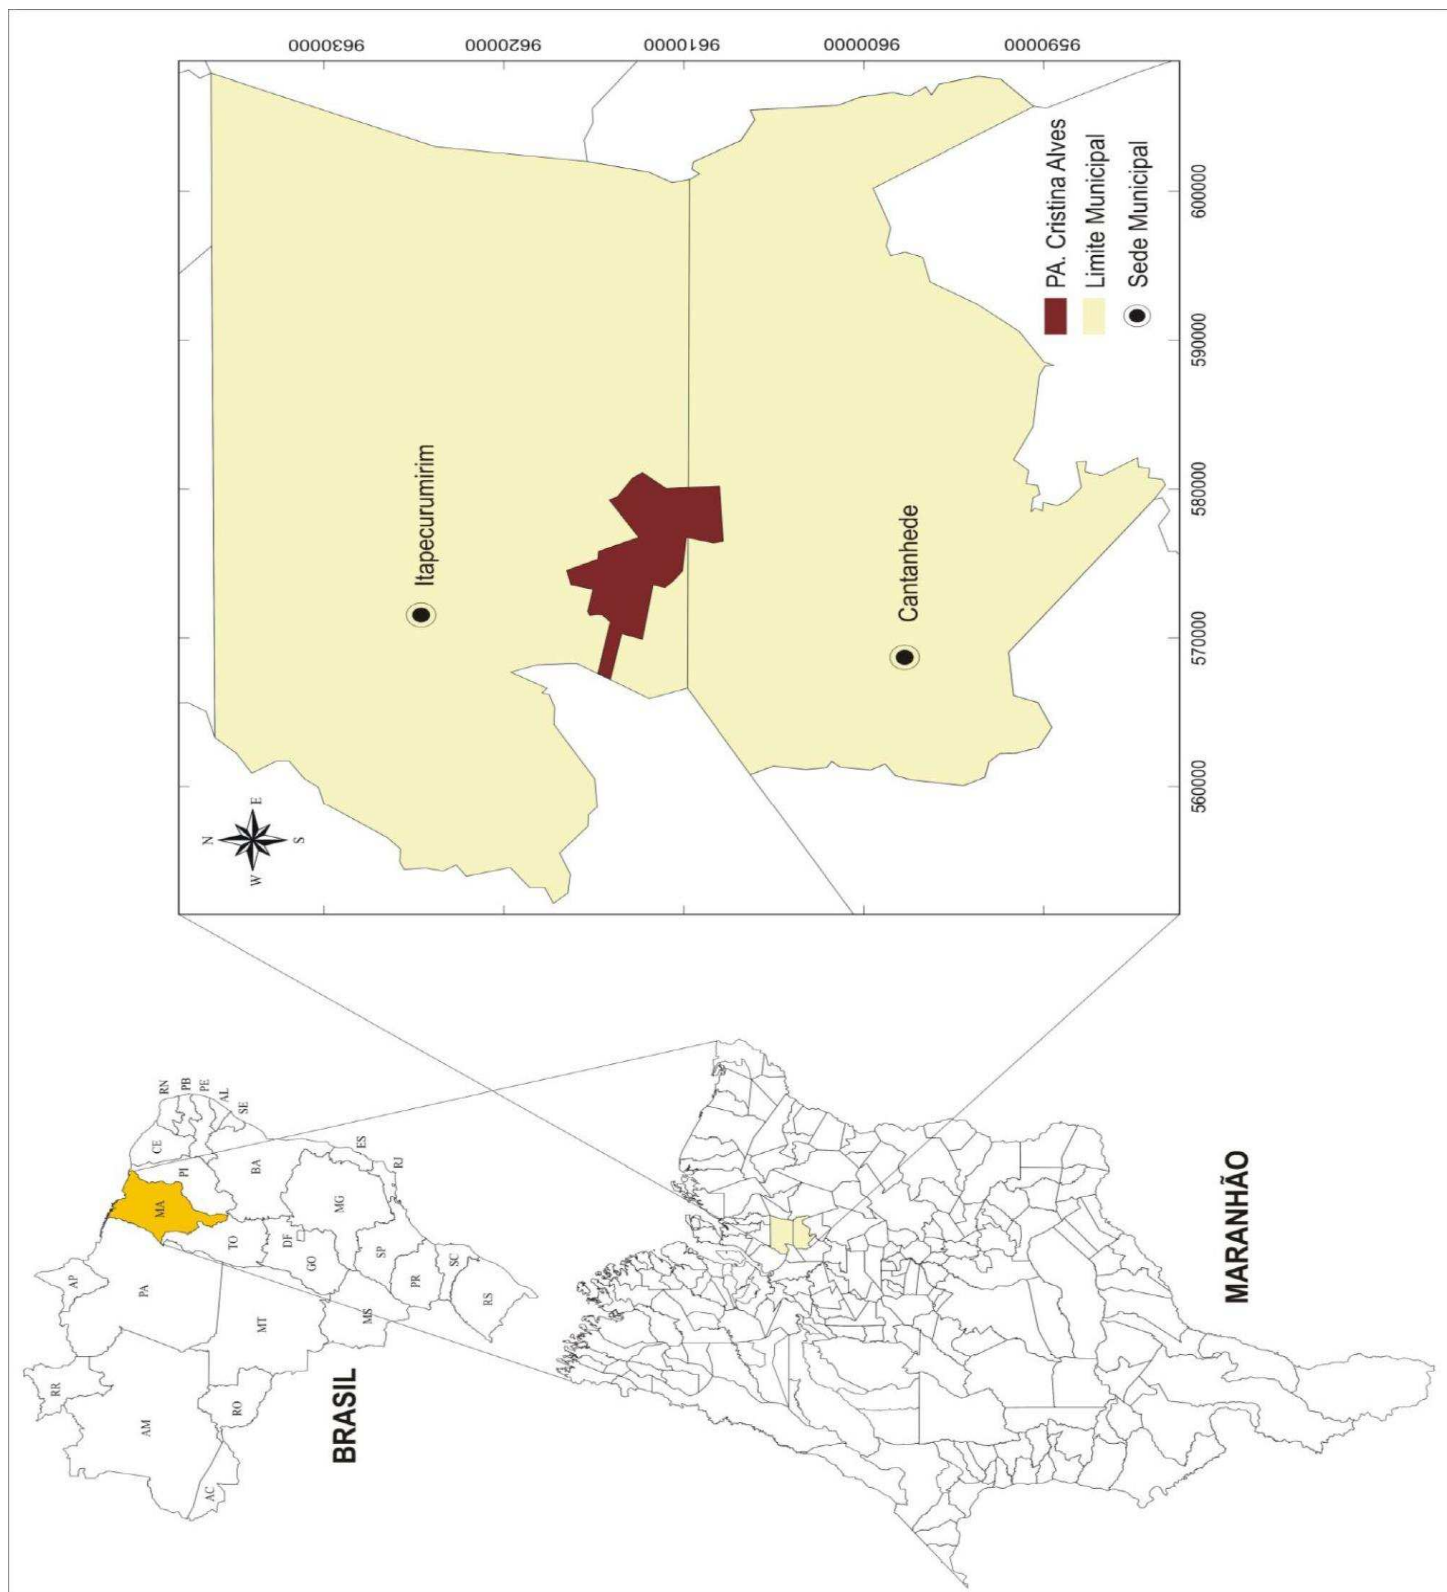 RR
AP
AM
PA
MA
CE
RN
PB
PE
AL
SE
PI
AC
RO
TO
BA
MT
DF
GO
MG
ES
MS
SP
RJ
PR
SC
RS
BRASIL
MARANHÃO
N
W
E
S
9630000
9620000
9610000
9600000
9590000
Itapecurumirim
Cantanhede
PA. Cristina Alves
Limite Municipal
Sede Municipal
560000
570000
580000
590000
600000